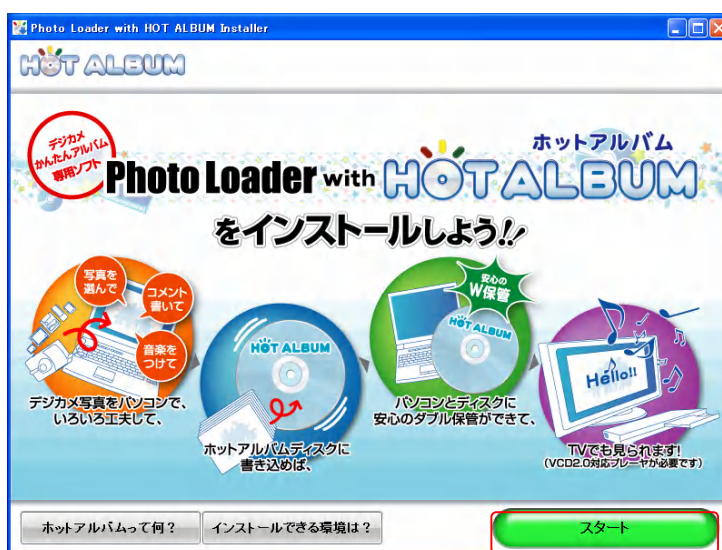 Photo Loader with HOT ALBUM Installer
HOT ALBUM
デジカメ
かんたんアルバム
専用ソフト
ホットアルバム
Photo Loader with HOT ALBUM
をインストールしよう!!
写真を
選んで
コメント
書いて
音楽を
つけて
デジカメ写真をパソコンで、
いろいろ工夫して、
HOT ALBUM
ホットアルバムディスクに
書き込めば、
安心の
W保管
HOT ALBUM
パソコンとディスクに
安心のダブル保管ができて、
Hello!!
TVでも見られます!
(VCD2.0対応プレーヤが必要です)
ホットアルバムって何?
インストールできる環境は?
スタート